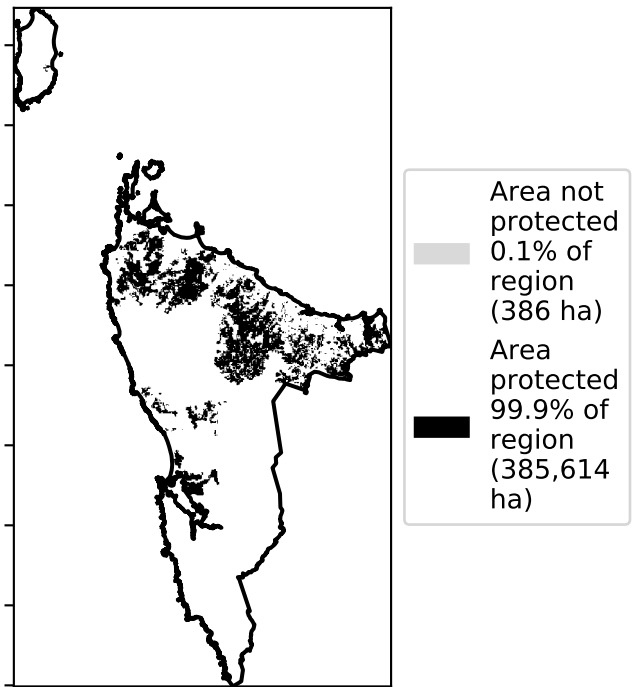 Area not
protected
0.1% of
region
(386 ha)
Area
protected
99.9% of
region
(385,614
ha)